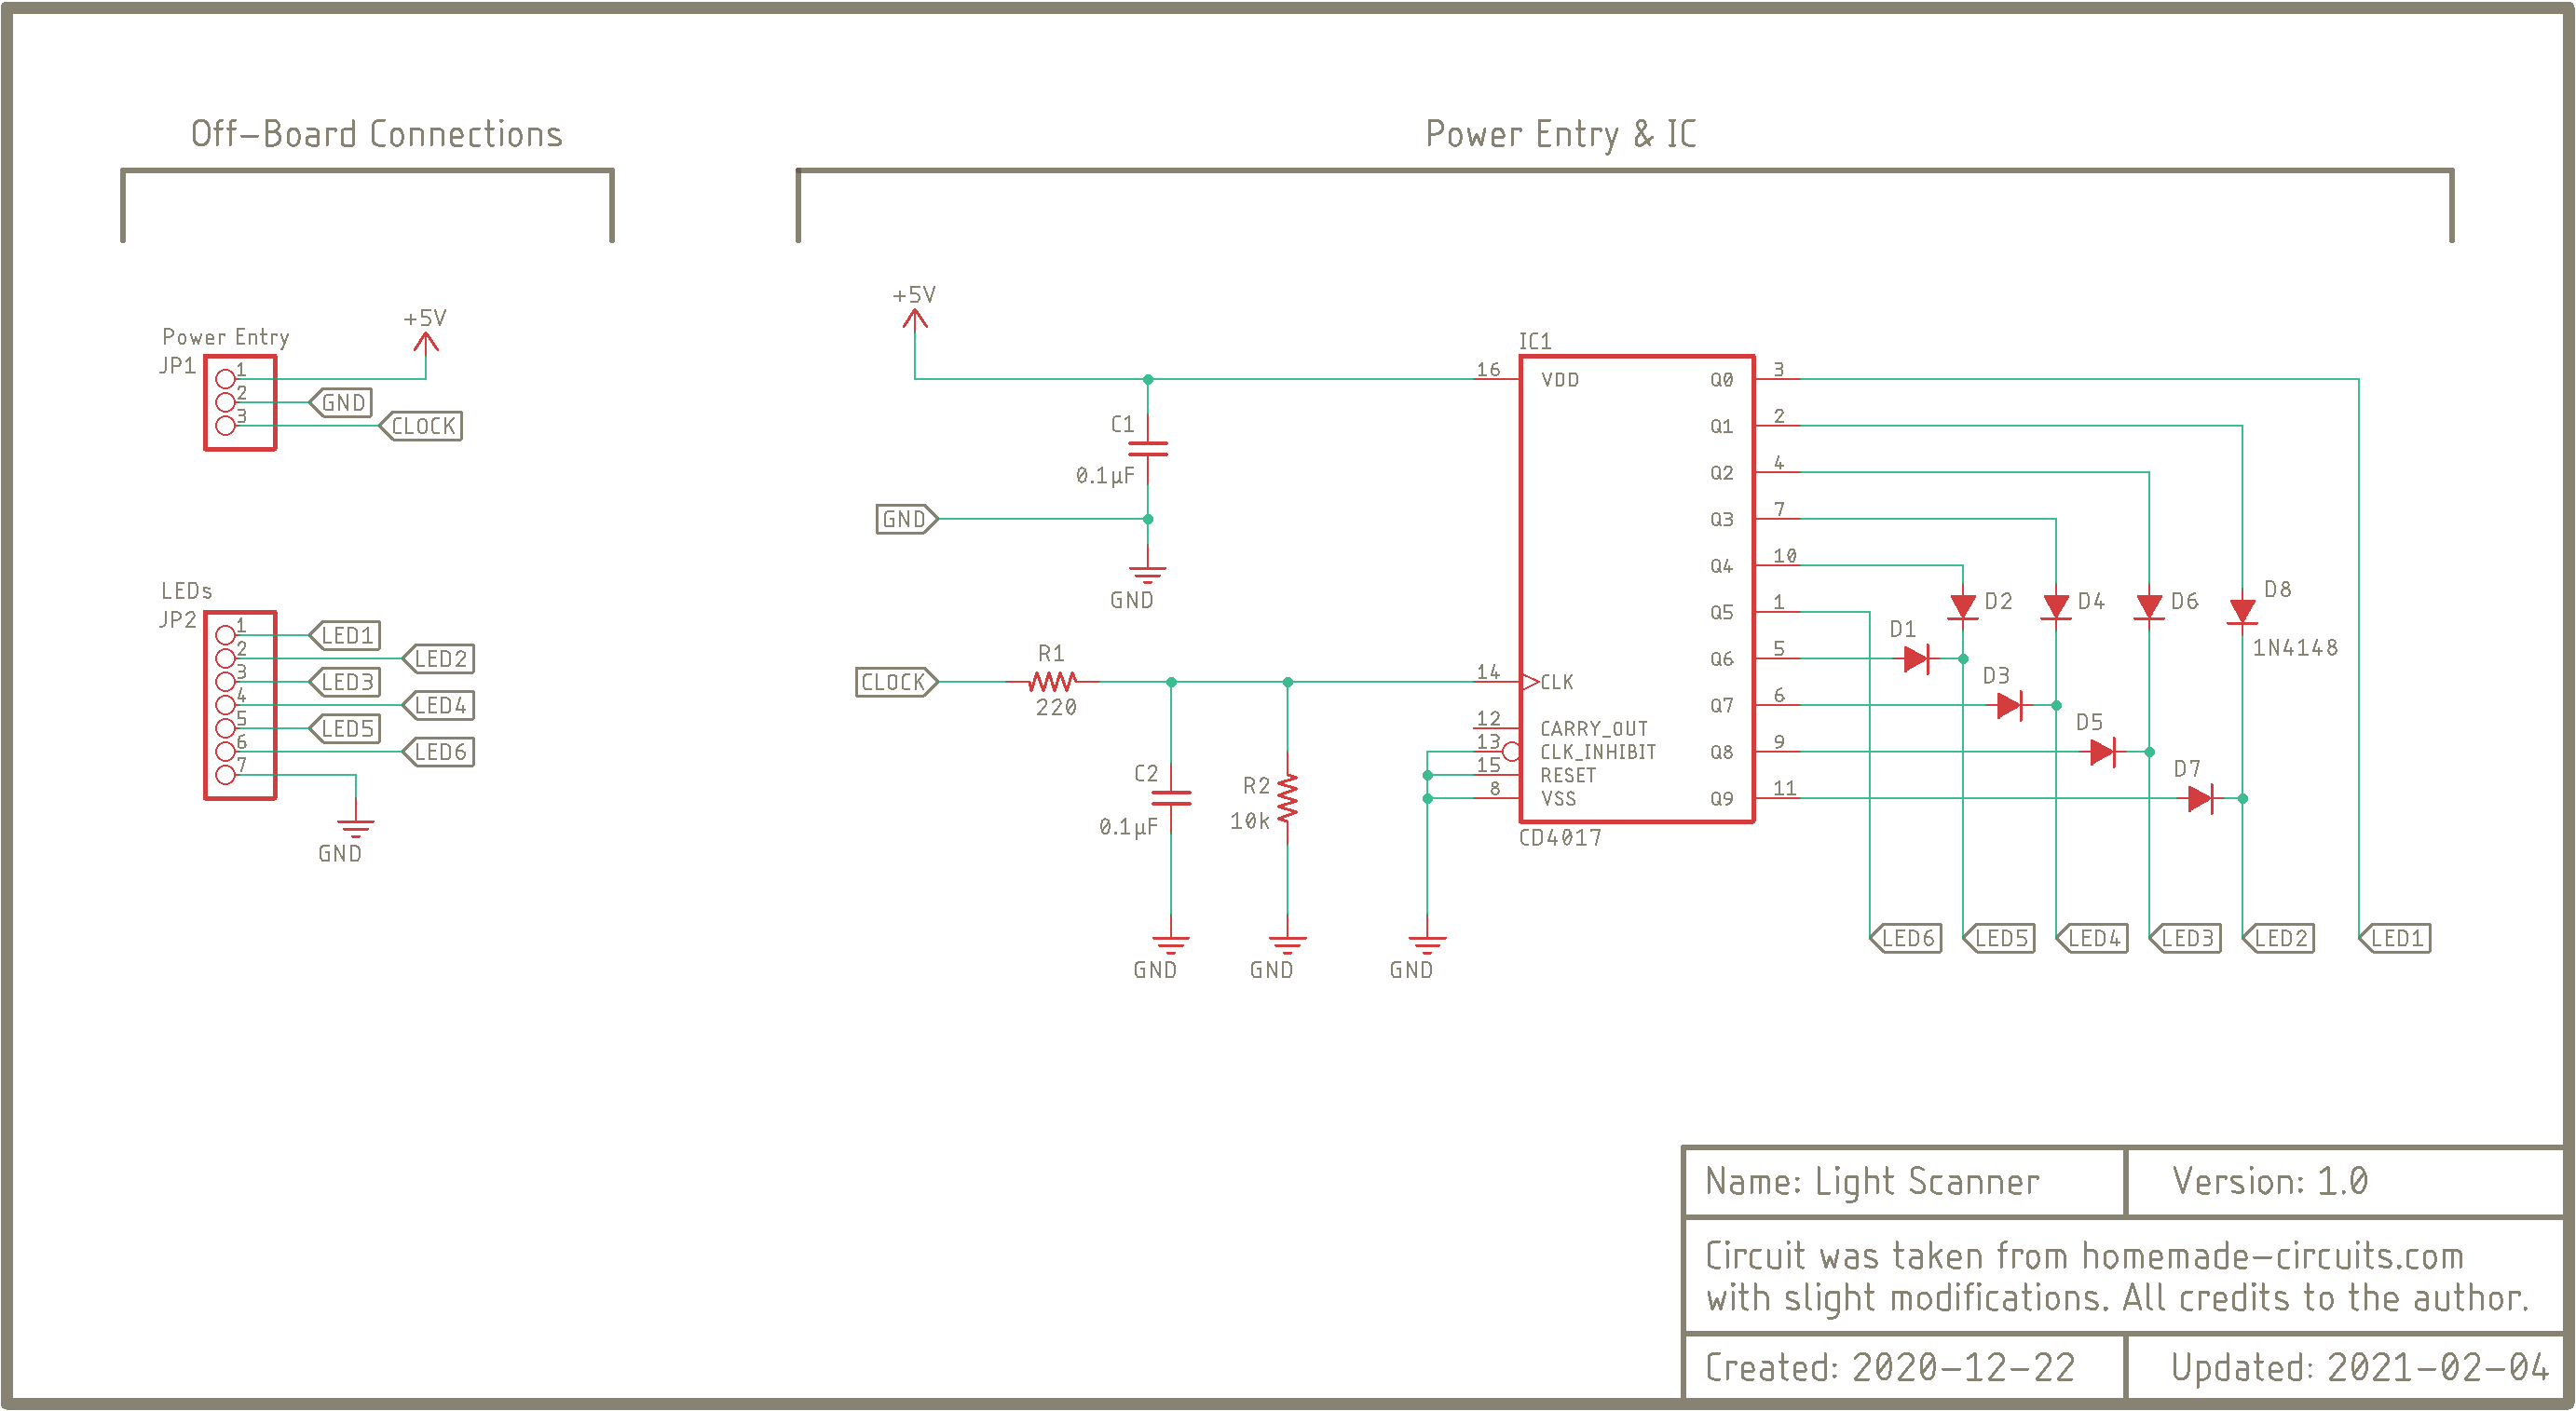 Off-Board Connections
Power Entry & IC
+5V
Power Entry
JP1
1
2
3
GND
CLOCK
LEDs
JP2
1
2
3
4
5
6
7
LED1
LED2
LED3
LED4
LED5
LED6
GND
+5V
C1
0.1µF
GND
GND
CLOCK
R1
220
C2
0.1µF
R2
10k
GND
GND
GND
IC1
16
VDD
14
CLK
12
CARRY_OUT
13
CLK_INHIBIT
15
RESET
8
VSS
Q0
3
Q1
2
Q2
4
Q3
7
Q4
10
Q5
1
Q6
5
Q7
6
Q8
9
Q9
11
CD4017
D1
D2
D3
D4
D5
D6
D7
D8
1N4148
LED6
LED5
LED4
LED3
LED2
LED1
Name: Light Scanner
Version: 1.0
Circuit was taken from homemade-circuits.com
with slight modifications. All credits to the author.
Created: 2020-12-22
Updated: 2021-02-04